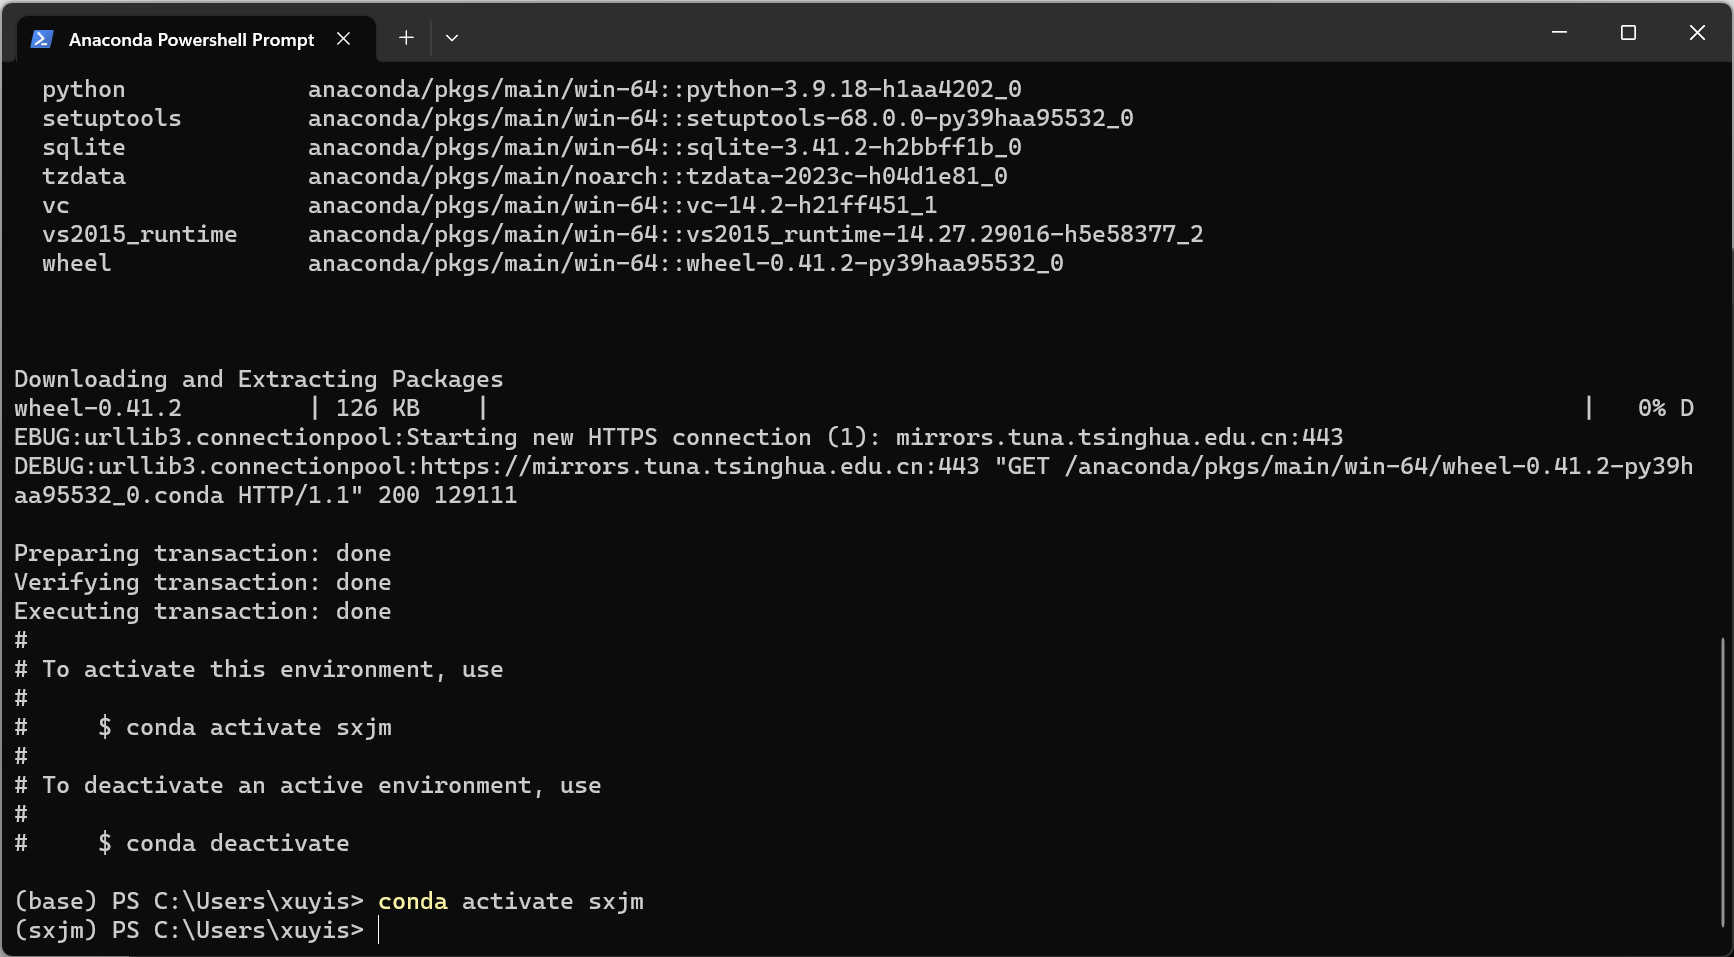 Anaconda Powershell Prompt
python anaconda/pkgs/main/win-64::python-3.9.18-h1aa4202_0
setuptools anaconda/pkgs/main/win-64::setuptools-68.0.0-py39haa95532_0
sqlite anaconda/pkgs/main/win-64::sqlite-3.41.2-h2bbff1b_0
tzdata anaconda/pkgs/main/noarch::tzdata-2023c-h04d1e81_0
vc anaconda/pkgs/main/win-64::vc-14.2-h21ff451_1
vs2015_runtime anaconda/pkgs/main/win-64::vs2015_runtime-14.27.29016-h5e58377_2
wheel anaconda/pkgs/main/win-64::wheel-0.41.2-py39haa95532_0
Downloading and Extracting Packages
wheel-0.41.2 | 126 KB | | 0% D
EBUG:urllib3.connectionpool:Starting new HTTPS connection (1): mirrors.tuna.tsinghua.edu.cn:443
DEBUG:urllib3.connectionpool:https://mirrors.tuna.tsinghua.edu.cn:443 "GET /anaconda/pkgs/main/win-64/wheel-0.41.2-py39h
aa95532_0.conda HTTP/1.1" 200 129111
Preparing transaction: done
Verifying transaction: done
Executing transaction: done
#
# To activate this environment, use
#
# $ conda activate sxjm
#
# To deactivate an active environment, use
#
# $ conda deactivate
(base) PS C:\Users\xuyis> conda activate sxjm
(sxjm) PS C:\Users\xuyis>